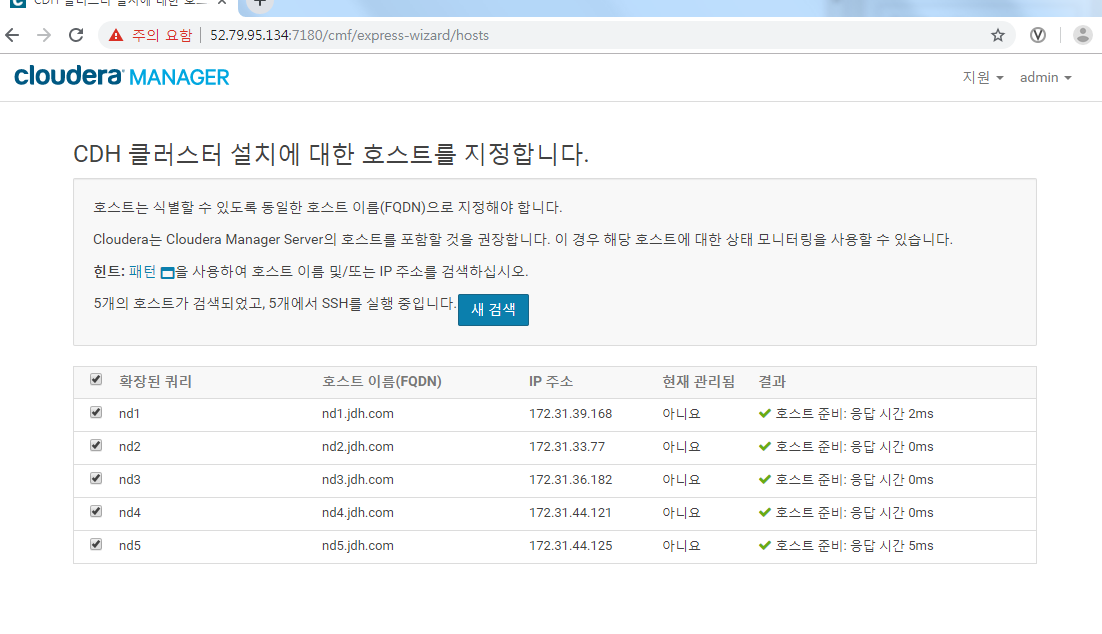 주의 요함 52.79.95.134:7180/cmf/express-wizard/hosts
cloudera MANAGER 지원 admin
CDH 클러스터 설치에 대한 호스트를 지정합니다.
호스트는 식별할 수 있도록 동일한 호스트 이름(FQDN)으로 지정해야 합니다.
Cloudera는 Cloudera Manager Server의 호스트를 포함할 것을 권장합니다. 이 경우 해당 호스트에 대한 상태 모니터링을 사용할 수 있습니다.
힌트: 패턴 을 사용하여 호스트 이름 및/또는 IP 주소를 검색하십시오.
5개의 호스트가 검색되었고, 5개에서 SSH를 실행 중입니다. 새 검색
확장된 쿼리 호스트 이름(FQDN) IP 주소 현재 관리됨 결과
nd1 nd1.jdh.com 172.31.39.168 아니요 호스트 준비: 응답 시간 2ms
nd2 nd2.jdh.com 172.31.33.77 아니요 호스트 준비: 응답 시간 0ms
nd3 nd3.jdh.com 172.31.36.182 아니요 호스트 준비: 응답 시간 0ms
nd4 nd4.jdh.com 172.31.44.121 아니요 호스트 준비: 응답 시간 0ms
nd5 nd5.jdh.com 172.31.44.125 아니요 호스트 준비: 응답 시간 5ms